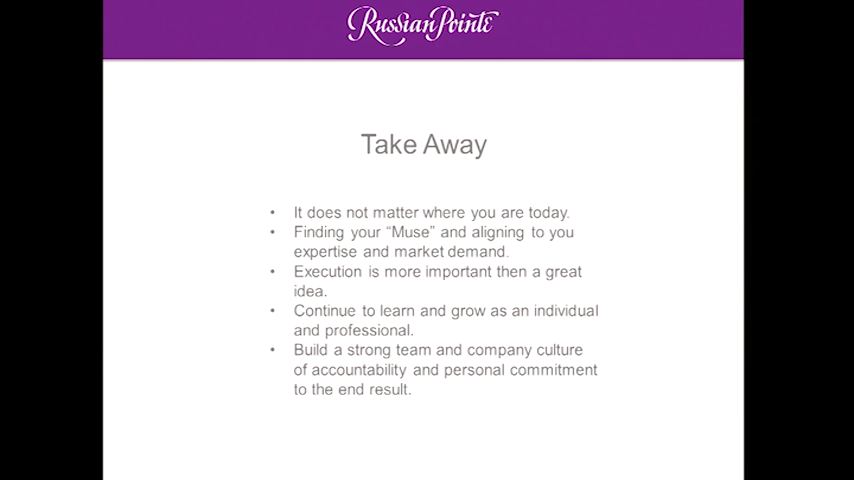 Russian Pointe
Take Away
• It does not matter where you are today.
• Finding your “Muse” and aligning to you
expertise and market demand.
• Execution is more important then a great
idea.
• Continue to learn and grow as an individual
and professional.
• Build a strong team and company culture
of accountability and personal commitment
to the end result.